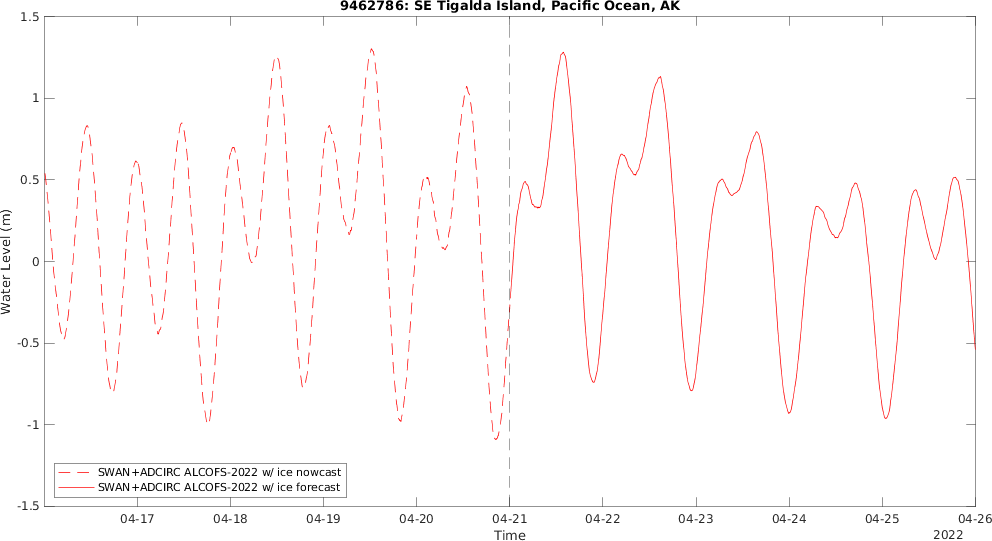 9462786: SE Tigalda Island, Pacific Ocean, AK
1.5
1
0.5
0
-0.5
-1
-1.5
Water Level (m)
SWAN+ADCIRC ALCOFS-2022 w/ ice nowcast
SWAN+ADCIRC ALCOFS-2022 w/ ice forecast
04-17 04-18 04-19 04-20 04-21 04-22 04-23 04-24 04-25 04-26
Time
2022